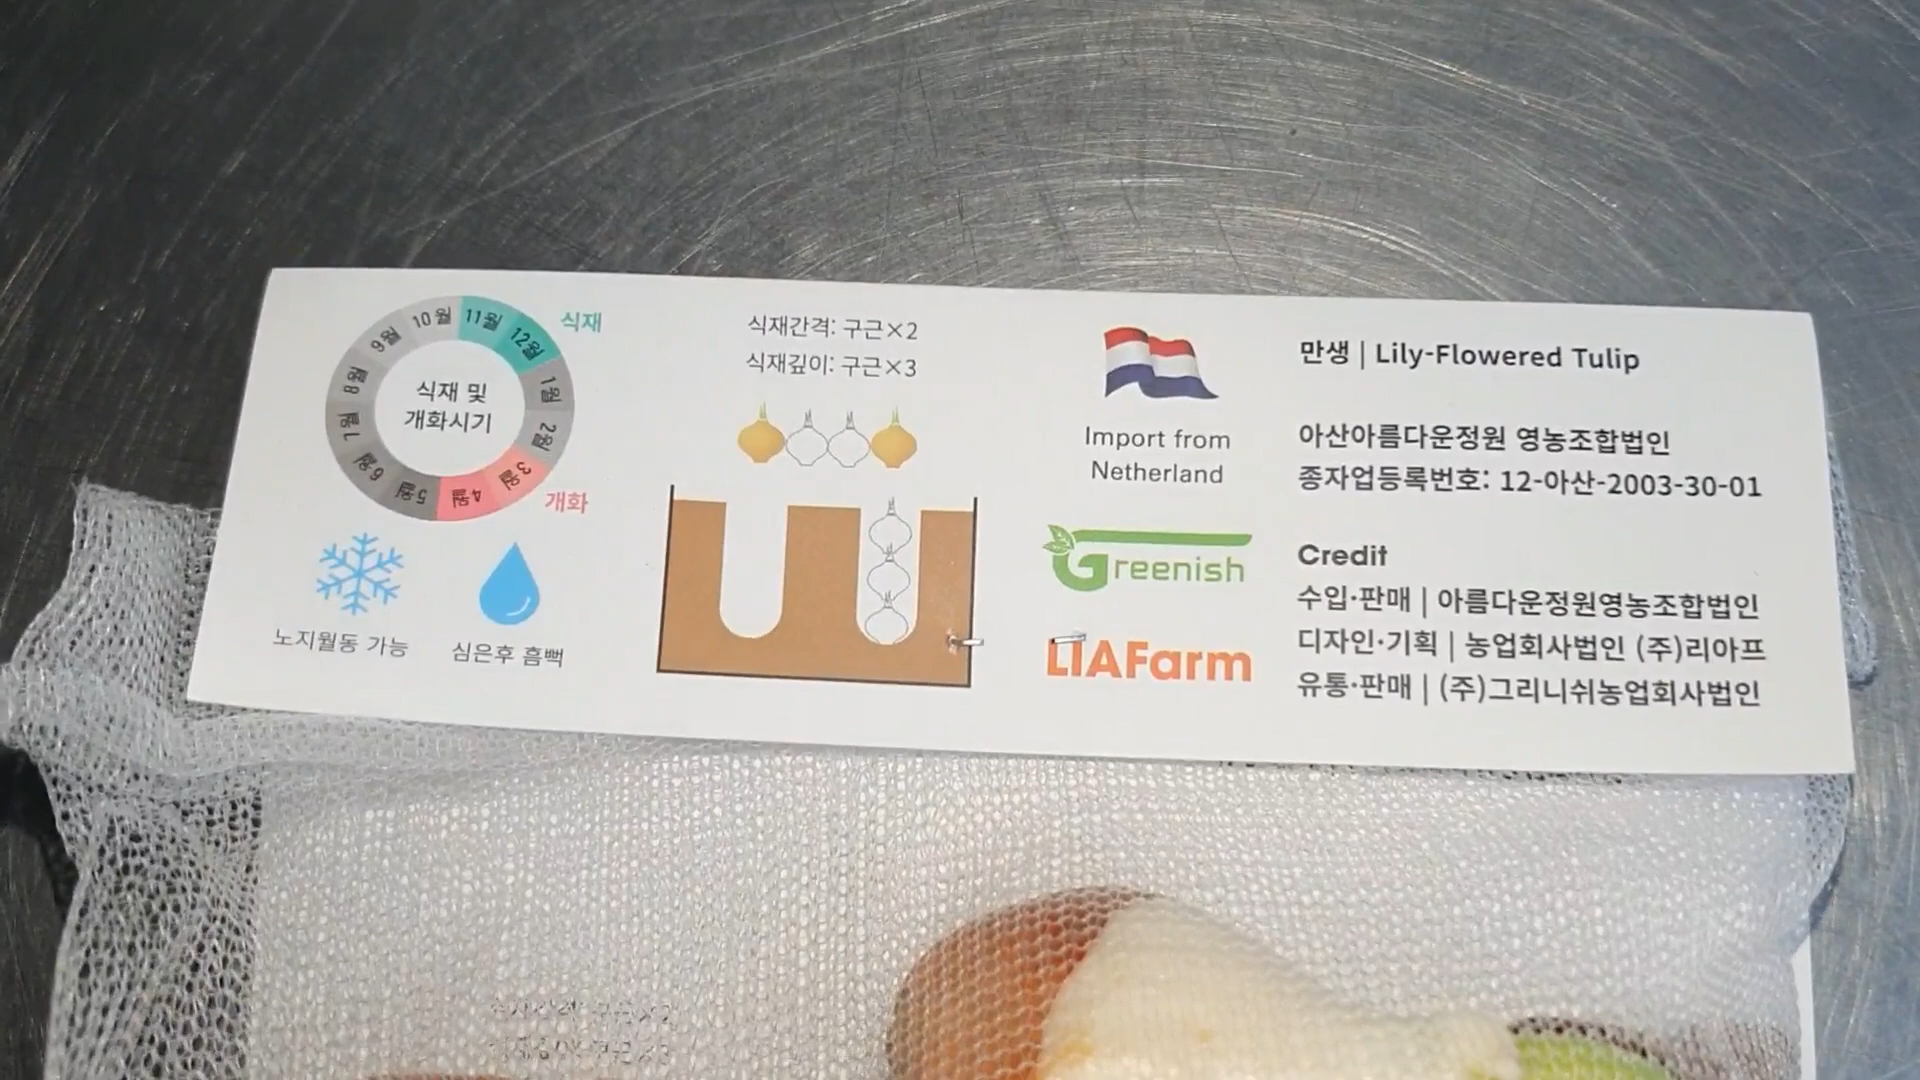 10월
11월
12월
1월
2월
3월
4월
5월
6월
7월
8월
9월
식재 및
개화시기
식재
개화
노지월동 가능
심은후 흠뻑
식재간격: 구근×2
식재깊이: 구근×3
Import from
Netherland
Greenish
LIAFarm
만생 | Lily-Flowered Tulip
아산아름다운정원 영농조합법인
종자업등록번호: 12-아산-2003-30-01
Credit
수입·판매 | 아름다운정원영농조합법인
디자인·기획 | 농업회사법인 (주)리아프
유통·판매 | (주)그리니쉬농업회사법인